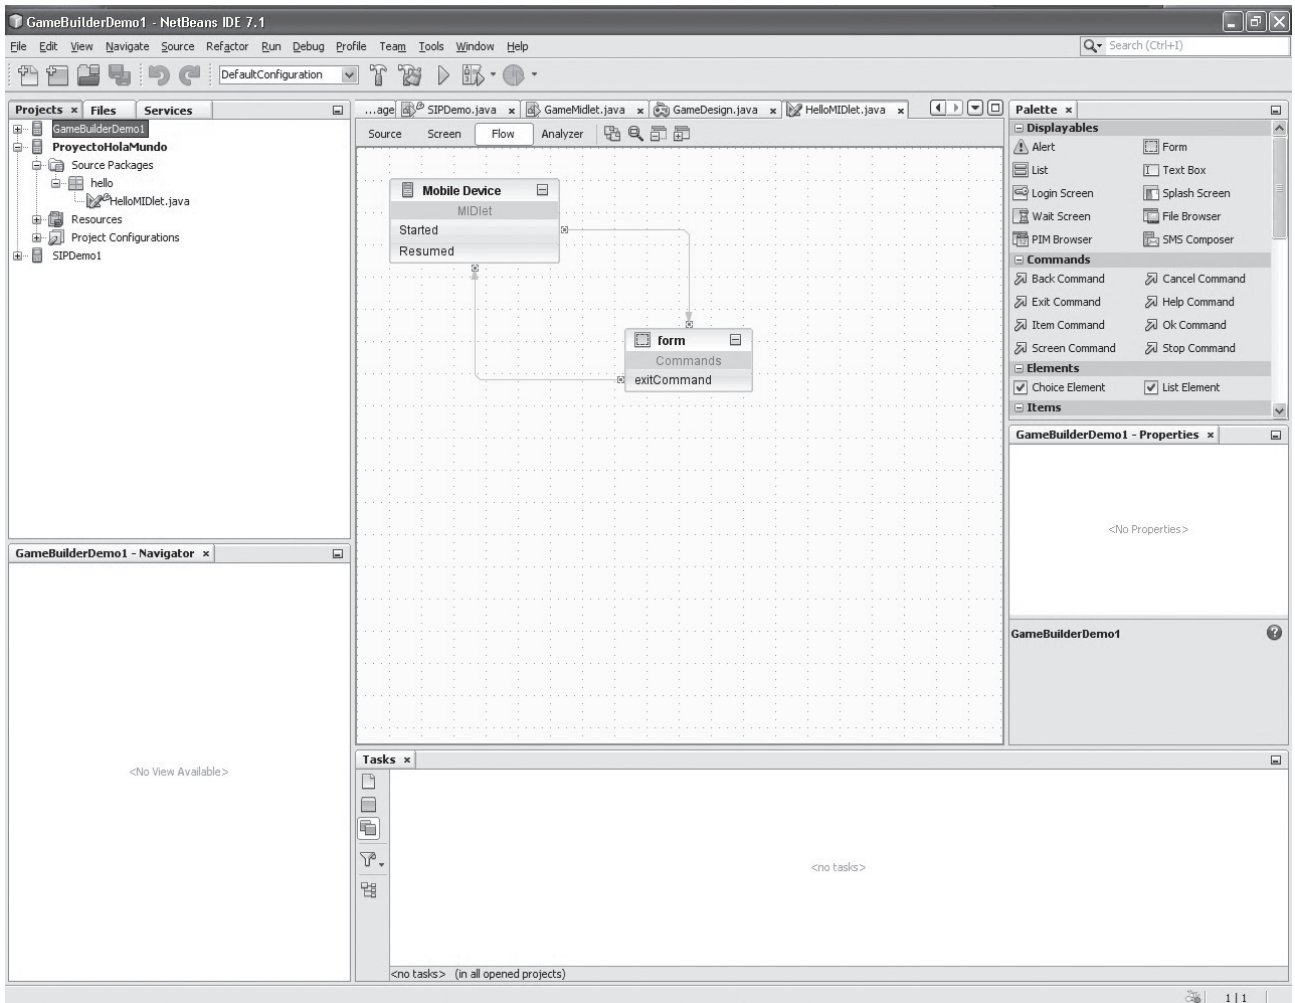 GameBuilderDemo1 - NetBeans IDE 7.1
File Edit View Navigate Source Refactor Run Debug Profile Team Tools Window Help
Search (Ctrl+I)
DefaultConfiguration
Projects Files Services
GameBuilderDemo1
ProyectoHolaMundo
Source Packages
hello
HelloMIDlet.java
Resources
Project Configurations
SIPDemo1
GameBuilderDemo1 - Navigator
<No View Available>
...age SIPDemo.java GameMidlet.java GameDesign.java HelloMIDlet.java
Source Screen Flow Analyzer
Mobile Device
MIDlet
Started
Resumed
form
Commands
exitCommand
Palette
Displayables
Alert Form
List Text Box
Login Screen Splash Screen
Wait Screen File Browser
PIM Browser SMS Composer
Commands
Back Command Cancel Command
Exit Command Help Command
Item Command Ok Command
Screen Command Stop Command
Elements
Choice Element List Element
Items
GameBuilderDemo1 - Properties
<No Properties>
GameBuilderDemo1
Tasks
<no tasks>
<no tasks> (in all opened projects)
1|1